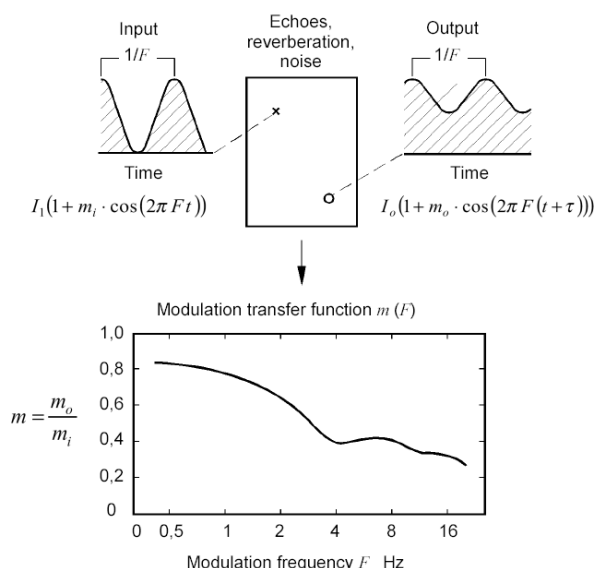 Input
1/F
Time
I₁(1+mᵢ·cos(2π Ft))
Echoes,
reverberation,
noise
×
O
Output
1/F
Time
Iₒ(1+mₒ·cos(2π F(t+τ)))
Modulation transfer function m (F)
m = mₒ/mᵢ
1,0
0,8
0,6
0,4
0,2
0
0 0,5 1 2 4 8 16
Modulation frequency F Hz